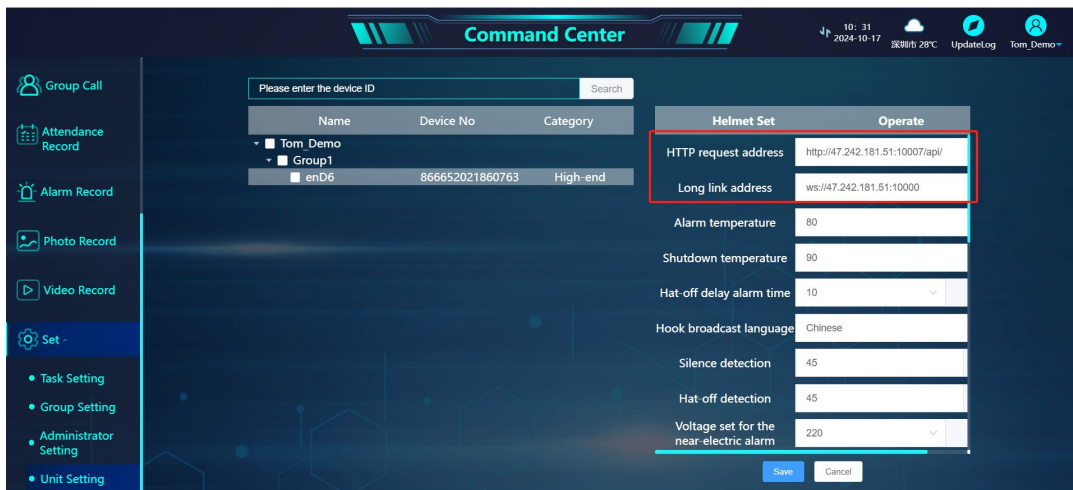 Command Center
10: 31
2024-10-17
深圳市 28℃
UpdateLog
Tom_Demo
Group Call
Attendance
Record
Alarm Record
Photo Record
Video Record
Set -
Task Setting
Group Setting
Administrator
Setting
Unit Setting
Please enter the device ID
Search
Name Device No Category
Tom_Demo
Group1
enD6 866652021860763 High-end
Helmet Set Operate
HTTP request address http://47.242.181.51:10007/api/
Long link address ws://47.242.181.51:10000
Alarm temperature 80
Shutdown temperature 90
Hat-off delay alarm time 10
Hook broadcast language Chinese
Silence detection 45
Hat-off detection 45
Voltage set for the
near-electric alarm 220
Save Cancel